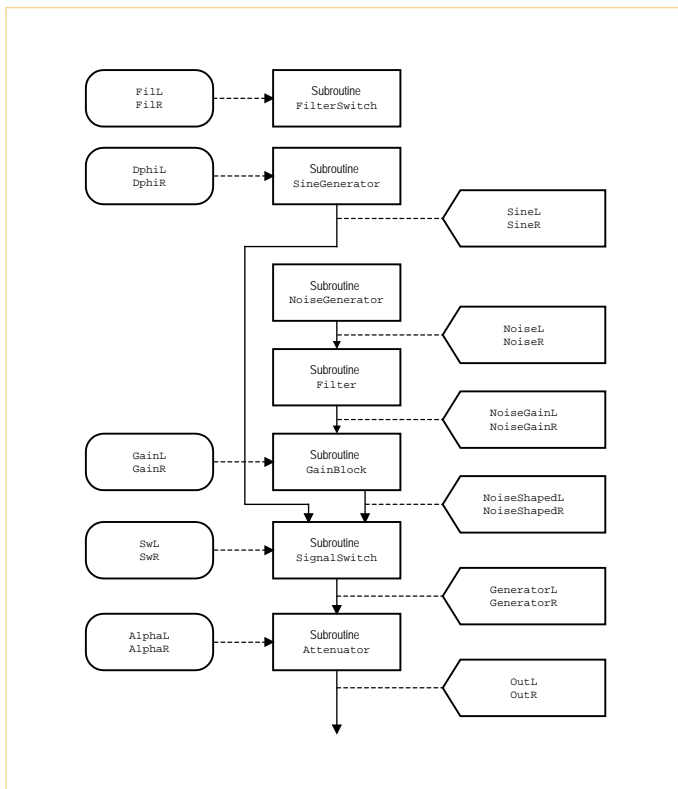 FilL
FilR
Subroutine
FilterSwitch
DphiL
DphiR
Subroutine
SineGenerator
SineL
SineR
Subroutine
NoiseGenerator
NoiseL
NoiseR
Subroutine
Filter
NoiseGainL
NoiseGainR
GainL
GainR
Subroutine
GainBlock
NoiseShapedL
NoiseShapedR
SwL
SwR
Subroutine
SignalSwitch
GeneratorL
GeneratorR
AlphaL
AlphaR
Subroutine
Attenuator
OutL
OutR